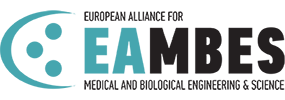 EUROPEAN ALLIANCE FOR
EAMBES
MEDICAL AND BIOLOGICAL ENGINEERING & SCIENCE